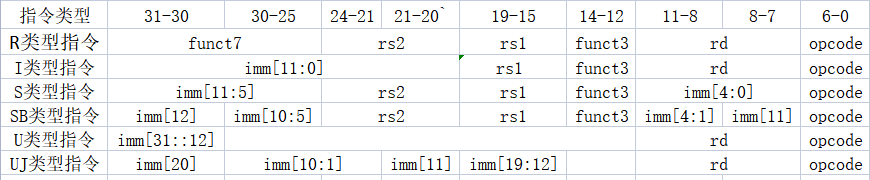 指令类型 31-30 30-25 24-21 21-20` 19-15 14-12 11-8 8-7 6-0
R类型指令 funct7 rs2 rs1 funct3 rd opcode
I类型指令 imm[11:0] rs1 funct3 rd opcode
S类型指令 imm[11:5] rs2 rs1 funct3 imm[4:0] opcode
SB类型指令 imm[12] imm[10:5] rs2 rs1 funct3 imm[4:1] imm[11] opcode
U类型指令 imm[31::12] rd opcode
UJ类型指令 imm[20] imm[10:1] imm[11] imm[19:12] rd opcode